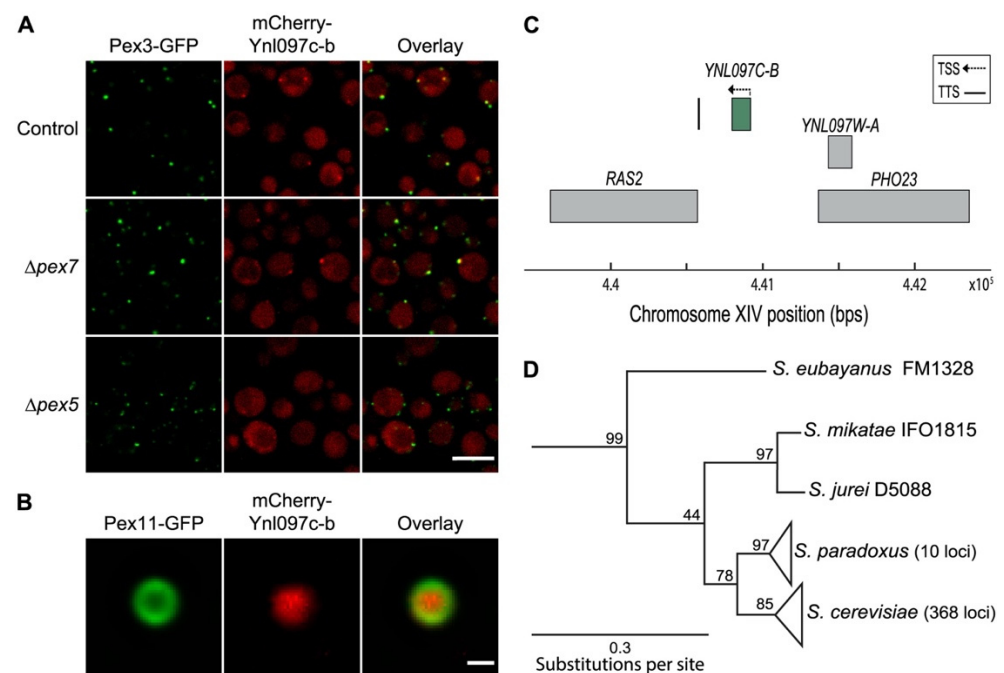 A
Pex3-GFP
mCherry-
Ynl097c-b
Overlay
Control
Δpex7
Δpex5
B
Pex11-GFP
mCherry-
Ynl097c-b
Overlay
C
YNL097C-B
TSS
TTS
YNL097W-A
RAS2
PHO23
4.4
4.41
4.42
x10⁵
Chromosome XIV position (bps)
D
S. eubayanus FM1328
99
S. mikatae IFO1815
97
S. jurei D5088
44
97
S. paradoxus (10 loci)
78
85
S. cerevisiae (368 loci)
0.3
Substitutions per site